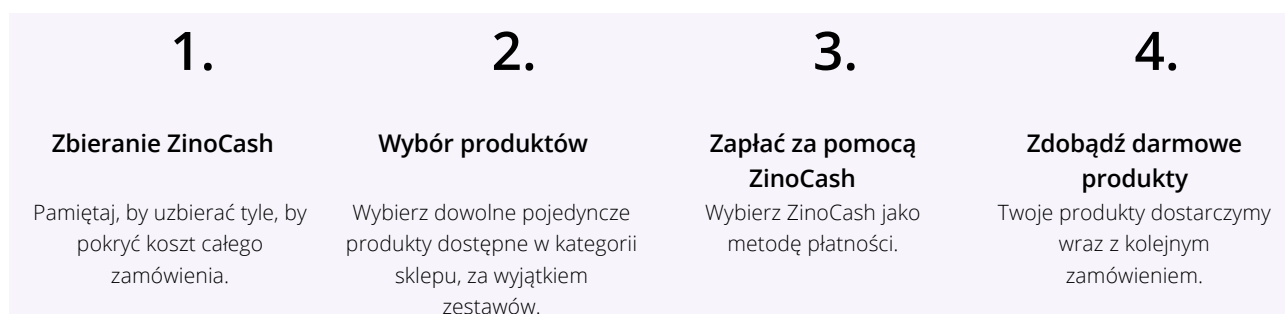 1.
Zbieranie ZinoCash
Pamiętaj, by uzbierać tyle, by
pokryć koszt całego
zamówienia.
2.
Wybór produktów
Wybierz dowolne pojedyncze
produkty dostępne w kategorii
sklepu, za wyjątkiem
zestawów.
3.
Zapłać za pomocą
ZinoCash
Wybierz ZinoCash jako
metodę płatności.
4.
Zdobądź darmowe
produkty
Twoje produkty dostarczymy
wraz z kolejnym
zamówieniem.